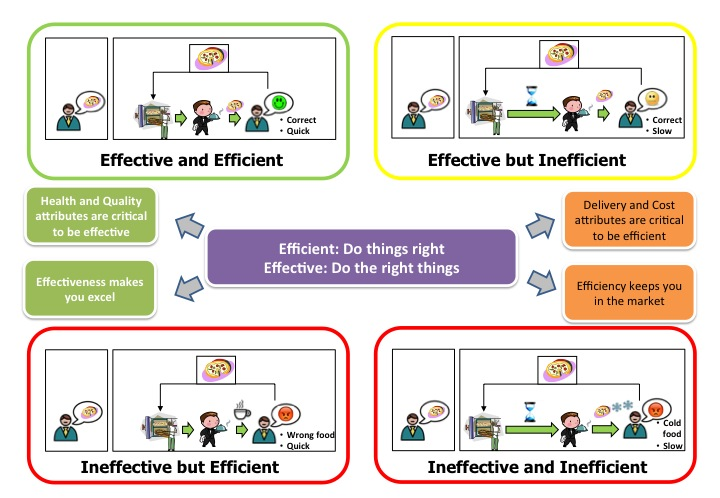 • Correct
• Quick
Effective and Efficient
• Correct
• Slow
Effective but Inefficient
Health and Quality
attributes are critical
to be effective
Effectiveness makes
you excel
Efficient: Do things right
Effective: Do the right things
Delivery and Cost
attributes are critical
to be efficient
Efficiency keeps you
in the market
• Wrong food
• Quick
Ineffective but Efficient
• Cold
food
• Slow
Ineffective and Inefficient